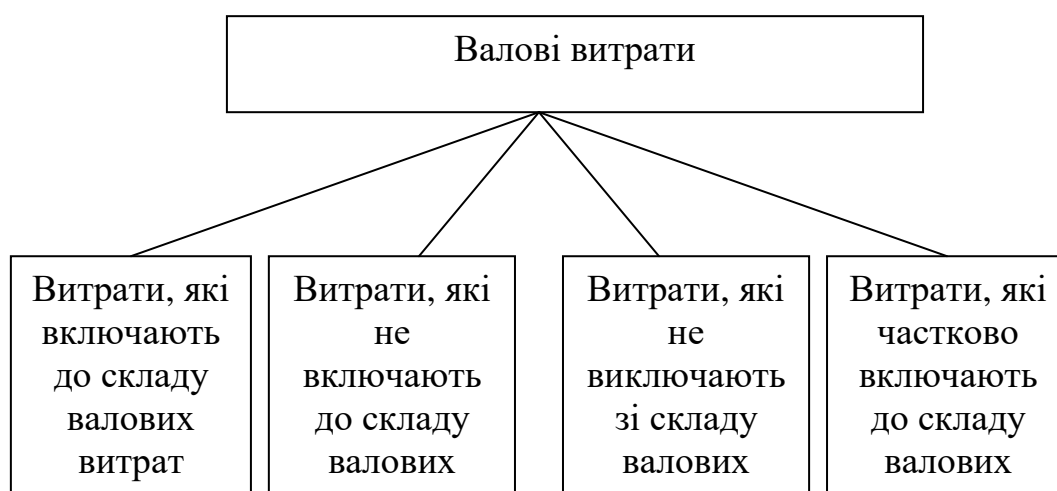 Валові витрати
Витрати, які
включають
до складу
валових
витрат
Витрати, які
не
включають
до складу
валових
Витрати, які
не
виключають
зі складу
валових
Витрати, які
частково
включають
до складу
валових